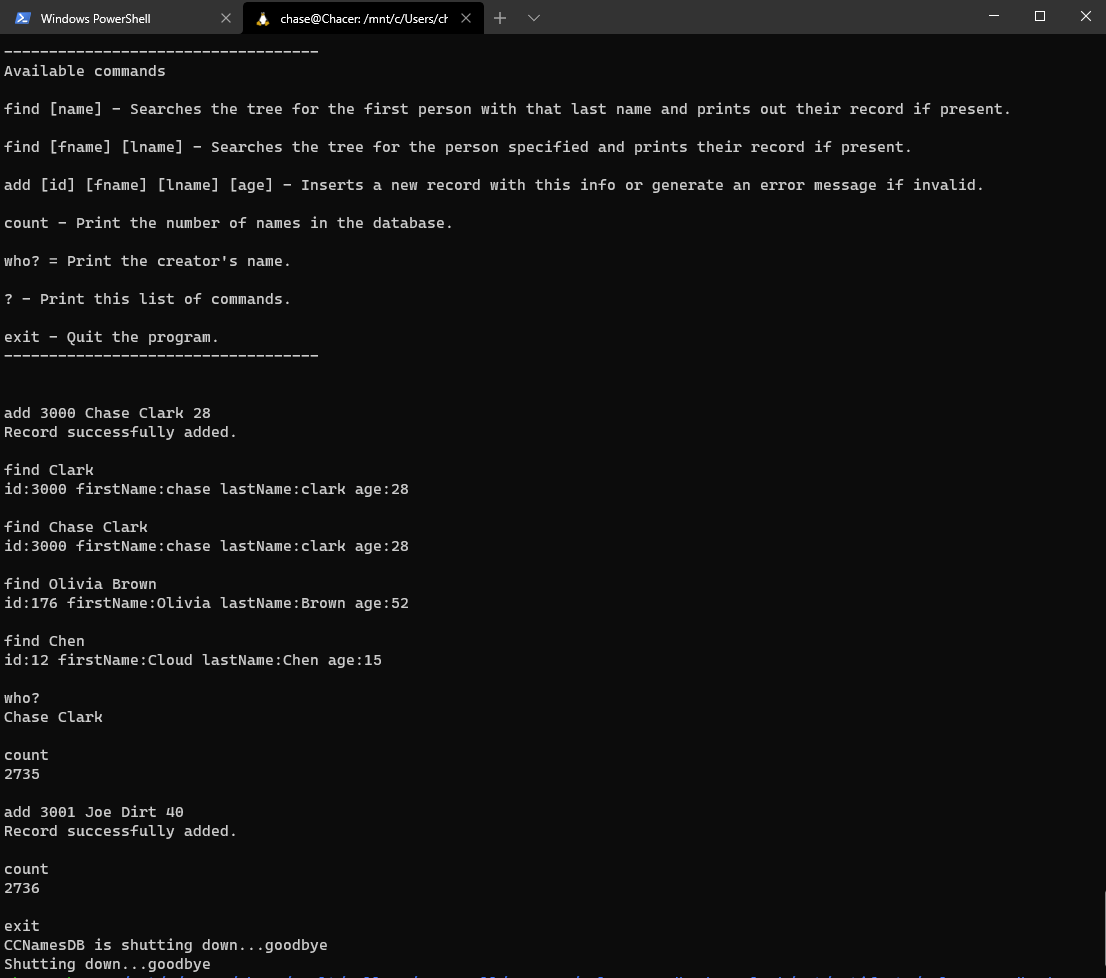 Windows PowerShell
chase@Chacer: /mnt/c/Users/ch
-----------------------------------
Available commands
find [name] - Searches the tree for the first person with that last name and prints out their record if present.
find [fname] [lname] - Searches the tree for the person specified and prints their record if present.
add [id] [fname] [lname] [age] - Inserts a new record with this info or generate an error message if invalid.
count - Print the number of names in the database.
who? = Print the creator's name.
? - Print this list of commands.
exit - Quit the program.
-----------------------------------
add 3000 Chase Clark 28
Record successfully added.
find Clark
id:3000 firstName:chase lastName:clark age:28
find Chase Clark
id:3000 firstName:chase lastName:clark age:28
find Olivia Brown
id:176 firstName:Olivia lastName:Brown age:52
find Chen
id:12 firstName:Cloud lastName:Chen age:15
who?
Chase Clark
count
2735
add 3001 Joe Dirt 40
Record successfully added.
count
2736
exit
CCNamesDB is shutting down...goodbye
Shutting down...goodbye